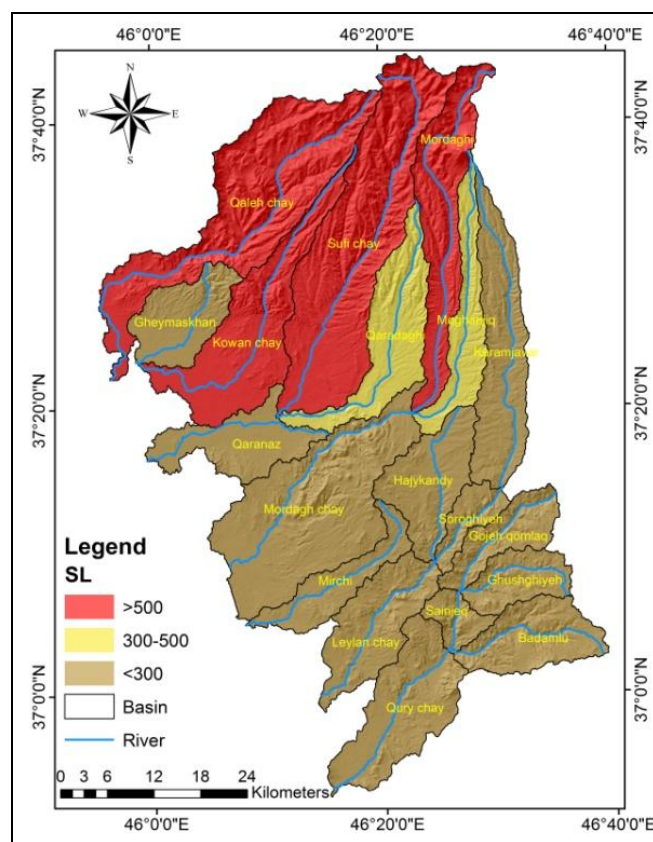 46°0'0"E 46°20'0"E 46°40'0"E
N
W E
S
37°40'0"N 37°40'0"N
Mordaghi
Qaleh chay
Sufi chay
Gheymaskhan
Kowan chay
Karamjavan
37°20'0"N 37°20'0"N
Qaranaz
Hajykandy
Mordagh chay
Soroghiyeh
Gojeh qomlaq
Mirchi
Ghushghiyeh
Sainjeq
Leylan chay
Badamlu
Qury chay
37°0'0"N 37°0'0"N
Legend
SL
>500
300-500
<300
Basin
River
0 3 6 12 18 24
Kilometers
46°0'0"E 46°20'0"E 46°40'0"E